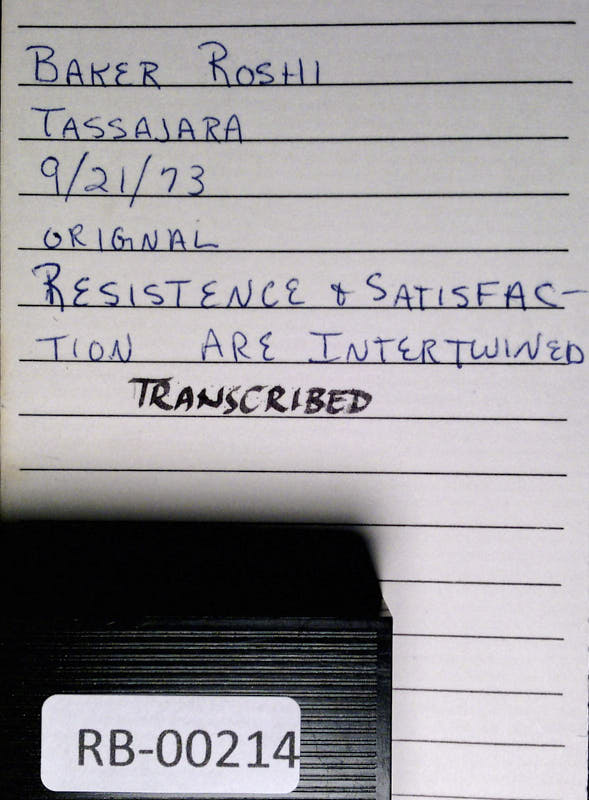 BAKER ROSHI
TASSAJARA
9/21/73
ORIGNAL
RESISTENCE & SATISFAC-
TION ARE INTERTWINED
TRANSCRIBED
RB-00214